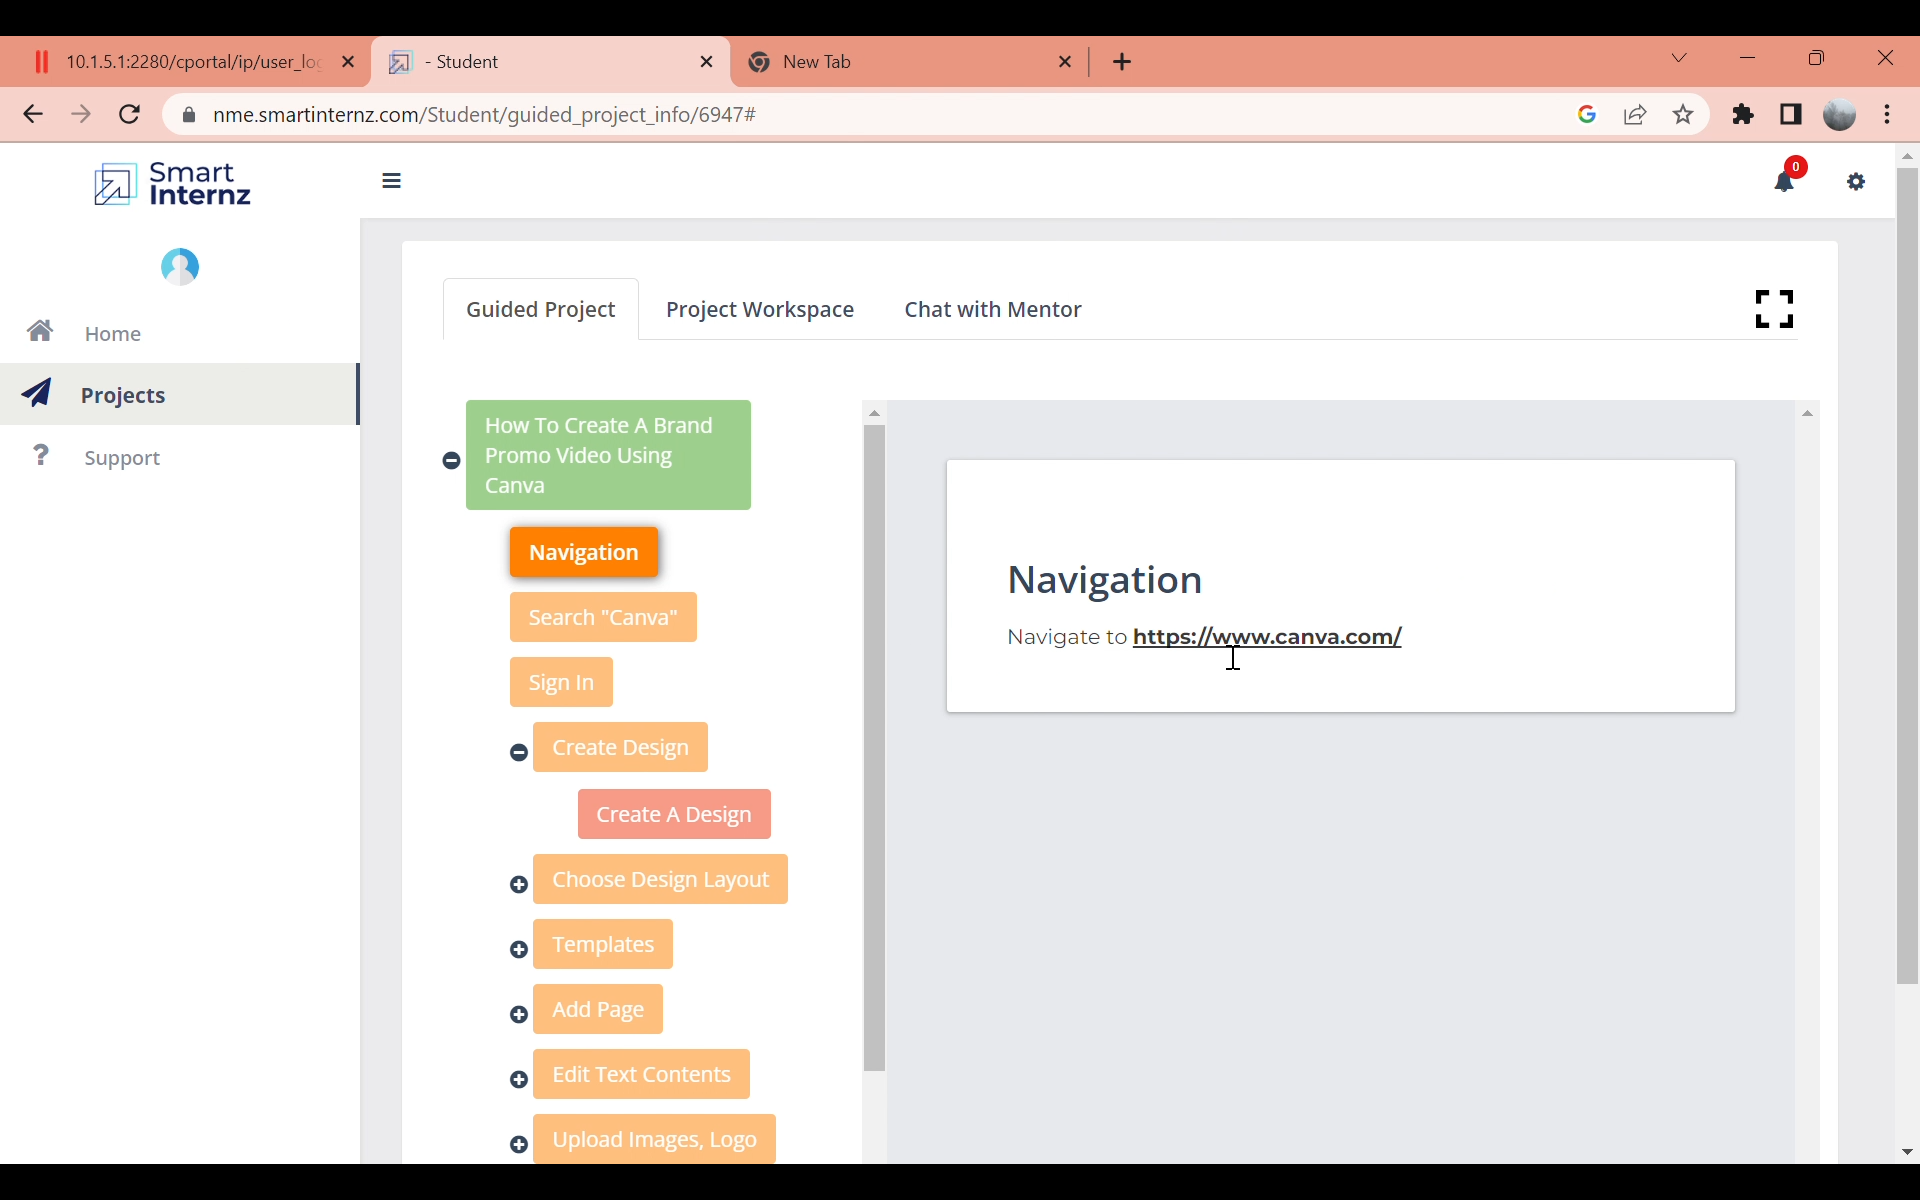 10.1.5.1:2280/cportal/ip/user_lo
- Student
New Tab
nme.smartinternz.com/Student/guided_project_info/6947#
Smart
Internz
0
Home
Projects
Support
Guided Project
Project Workspace
Chat with Mentor
How To Create A Brand
Promo Video Using
Canva
Navigation
Search "Canva"
Sign In
Create Design
Create A Design
Choose Design Layout
Templates
Add Page
Edit Text Contents
Upload Images, Logo
Navigation
Navigate to https://www.canva.com/